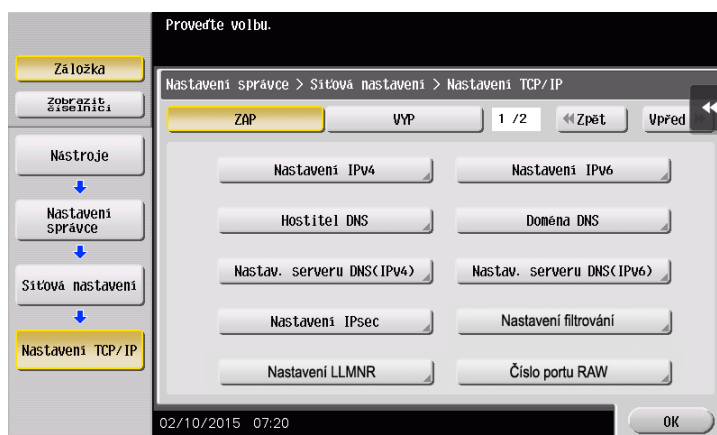 Proveďte volbu.
Záložka
Zobrazit
číselníci
Nastavení správce > Síťová nastavení > Nastavení TCP/IP
ZAP
VYP
1 /2
Zpět
Vpřed
Nástroje
Nastavení
správce
Síťová nastavení
Nastavení TCP/IP
Nastavení IPv4
Nastavení IPv6
Hostitel DNS
Doména DNS
Nastav. serveru DNS(IPv4)
Nastav. serveru DNS(IPv6)
Nastavení IPsec
Nastavení filtrování
Nastavení LLMNR
Číslo portu RAW
02/10/2015 07:20
OK